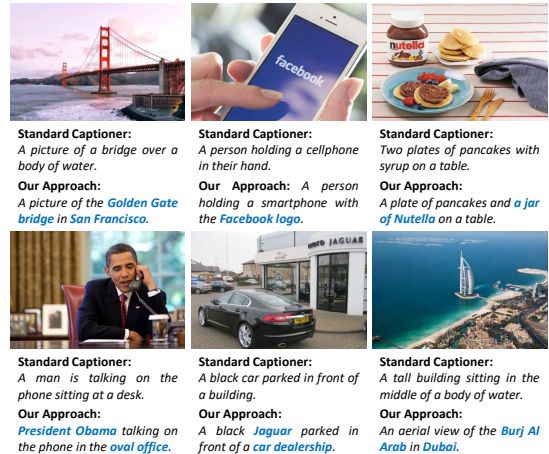 facebook
nutella
Standard Captioner:
A picture of a bridge over a
body of water.
Our Approach:
A picture of the Golden Gate
bridge in San Francisco.
Standard Captioner:
A person holding a cellphone
in their hand.
Our Approach: A person
holding a smartphone with
the Facebook logo.
Standard Captioner:
Two plates of pancakes with
syrup on a table.
Our Approach:
A plate of pancakes and a jar
of Nutella on a table.
JAGUAR
Standard Captioner:
A man is talking on the
phone sitting at a desk.
Our Approach:
President Obama talking on
the phone in the oval office.
Standard Captioner:
A black car parked in front of
a building.
Our Approach:
A black Jaguar parked in
front of a car dealership.
Standard Captioner:
A tall building sitting in the
middle of a body of water.
Our Approach:
An aerial view of the Burj Al
Arab in Dubai.